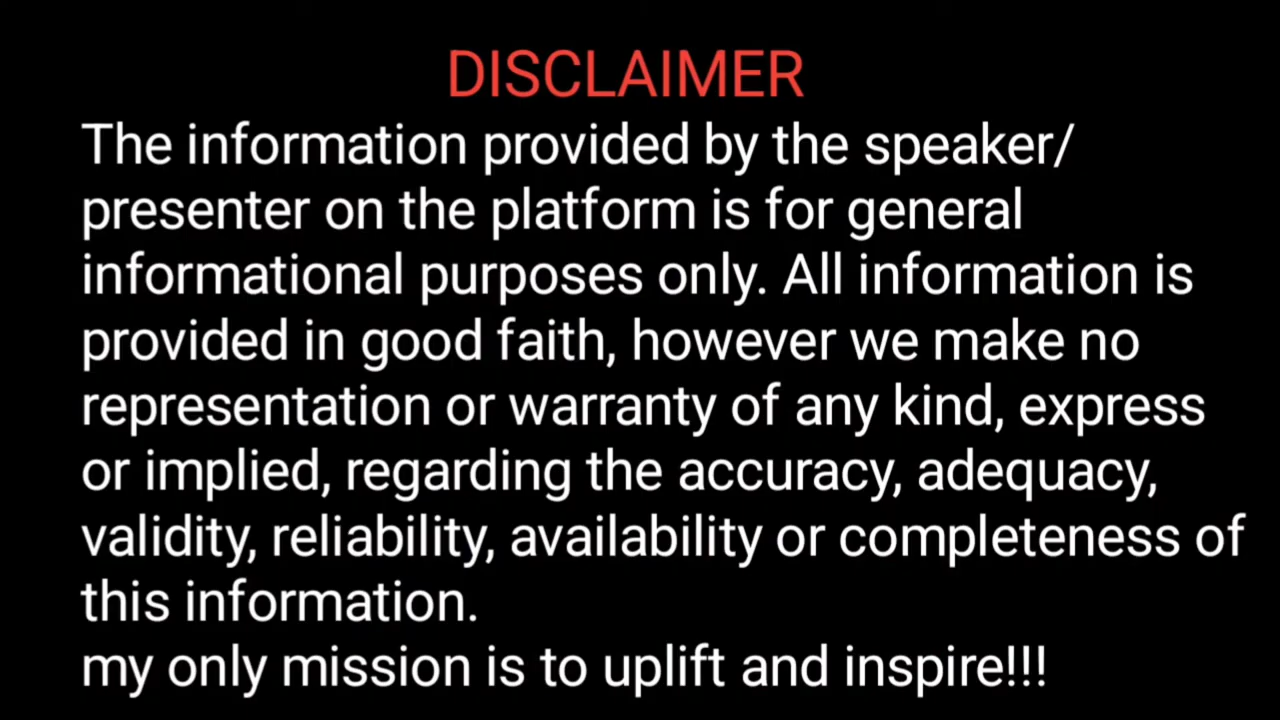 DISCLAIMER
The information provided by the speaker/
presenter on the platform is for general
informational purposes only. All information is
provided in good faith, however we make no
representation or warranty of any kind, express
or implied, regarding the accuracy, adequacy,
validity, reliability, availability or completeness of
this information.
my only mission is to uplift and inspire!!!